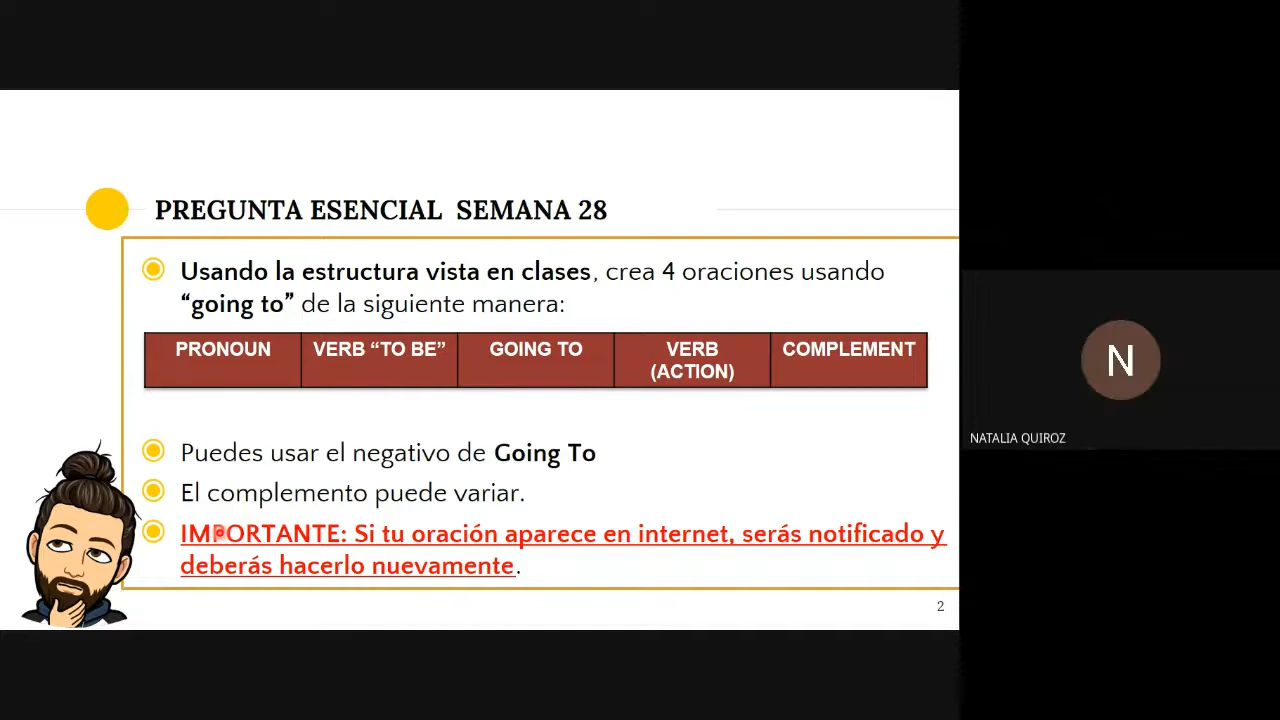 PREGUNTA ESENCIAL SEMANA 28
Usando la estructura vista en clases, crea 4 oraciones usando
“going to” de la siguiente manera:
PRONOUN VERB “TO BE” GOING TO VERB (ACTION) COMPLEMENT
Puedes usar el negativo de Going To
El complemento puede variar.
IMPORTANTE: Si tu oración aparece en internet, serás notificado y
deberás hacerlo nuevamente.
2
N
NATALIA QUIROZ